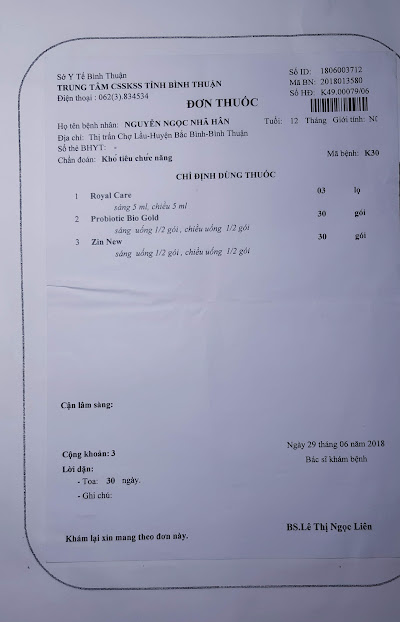 Sở Y Tế Bình Thuận
TRUNG TÂM CSSKSS TỈNH BÌNH THUẬN
Điện thoại : 062(3).834534
Số ID: 1806003712
Mã BN: 2018013580
Số HĐ: K49.00079/06
ĐƠN THUỐC
Họ tên bệnh nhân: NGUYỄN NGỌC NHÃ HÂN Tuổi: 12 Tháng Giới tính:
Địa chỉ: Thị trấn Chợ Lầu-Huyện Bắc Bình-Bình Thuận
Số thẻ BHYT: -
Chẩn đoán: Khó tiêu chức năng Mã bệnh: K30
CHỈ ĐỊNH DÙNG THUỐC
1 Royal Care 03 lọ
sáng 5 ml, chiều 5 ml
2 Probiotic Bio Gold 30 gói
sáng uống 1/2 gói , chiều uống 1/2 gói
3 Zin New 30 gói
sáng uống 1/2 gói , chiều uống 1/2 gói
Cận lâm sàng:
Cộng khoản: 3
Lời dặn:
- Toa: 30 ngày.
- Ghi chú:
Ngày 29 tháng 06 năm 2018
Bác sĩ khám bệnh
BS.Lê Thị Ngọc Liên
Khám lại xin mang theo đơn này.